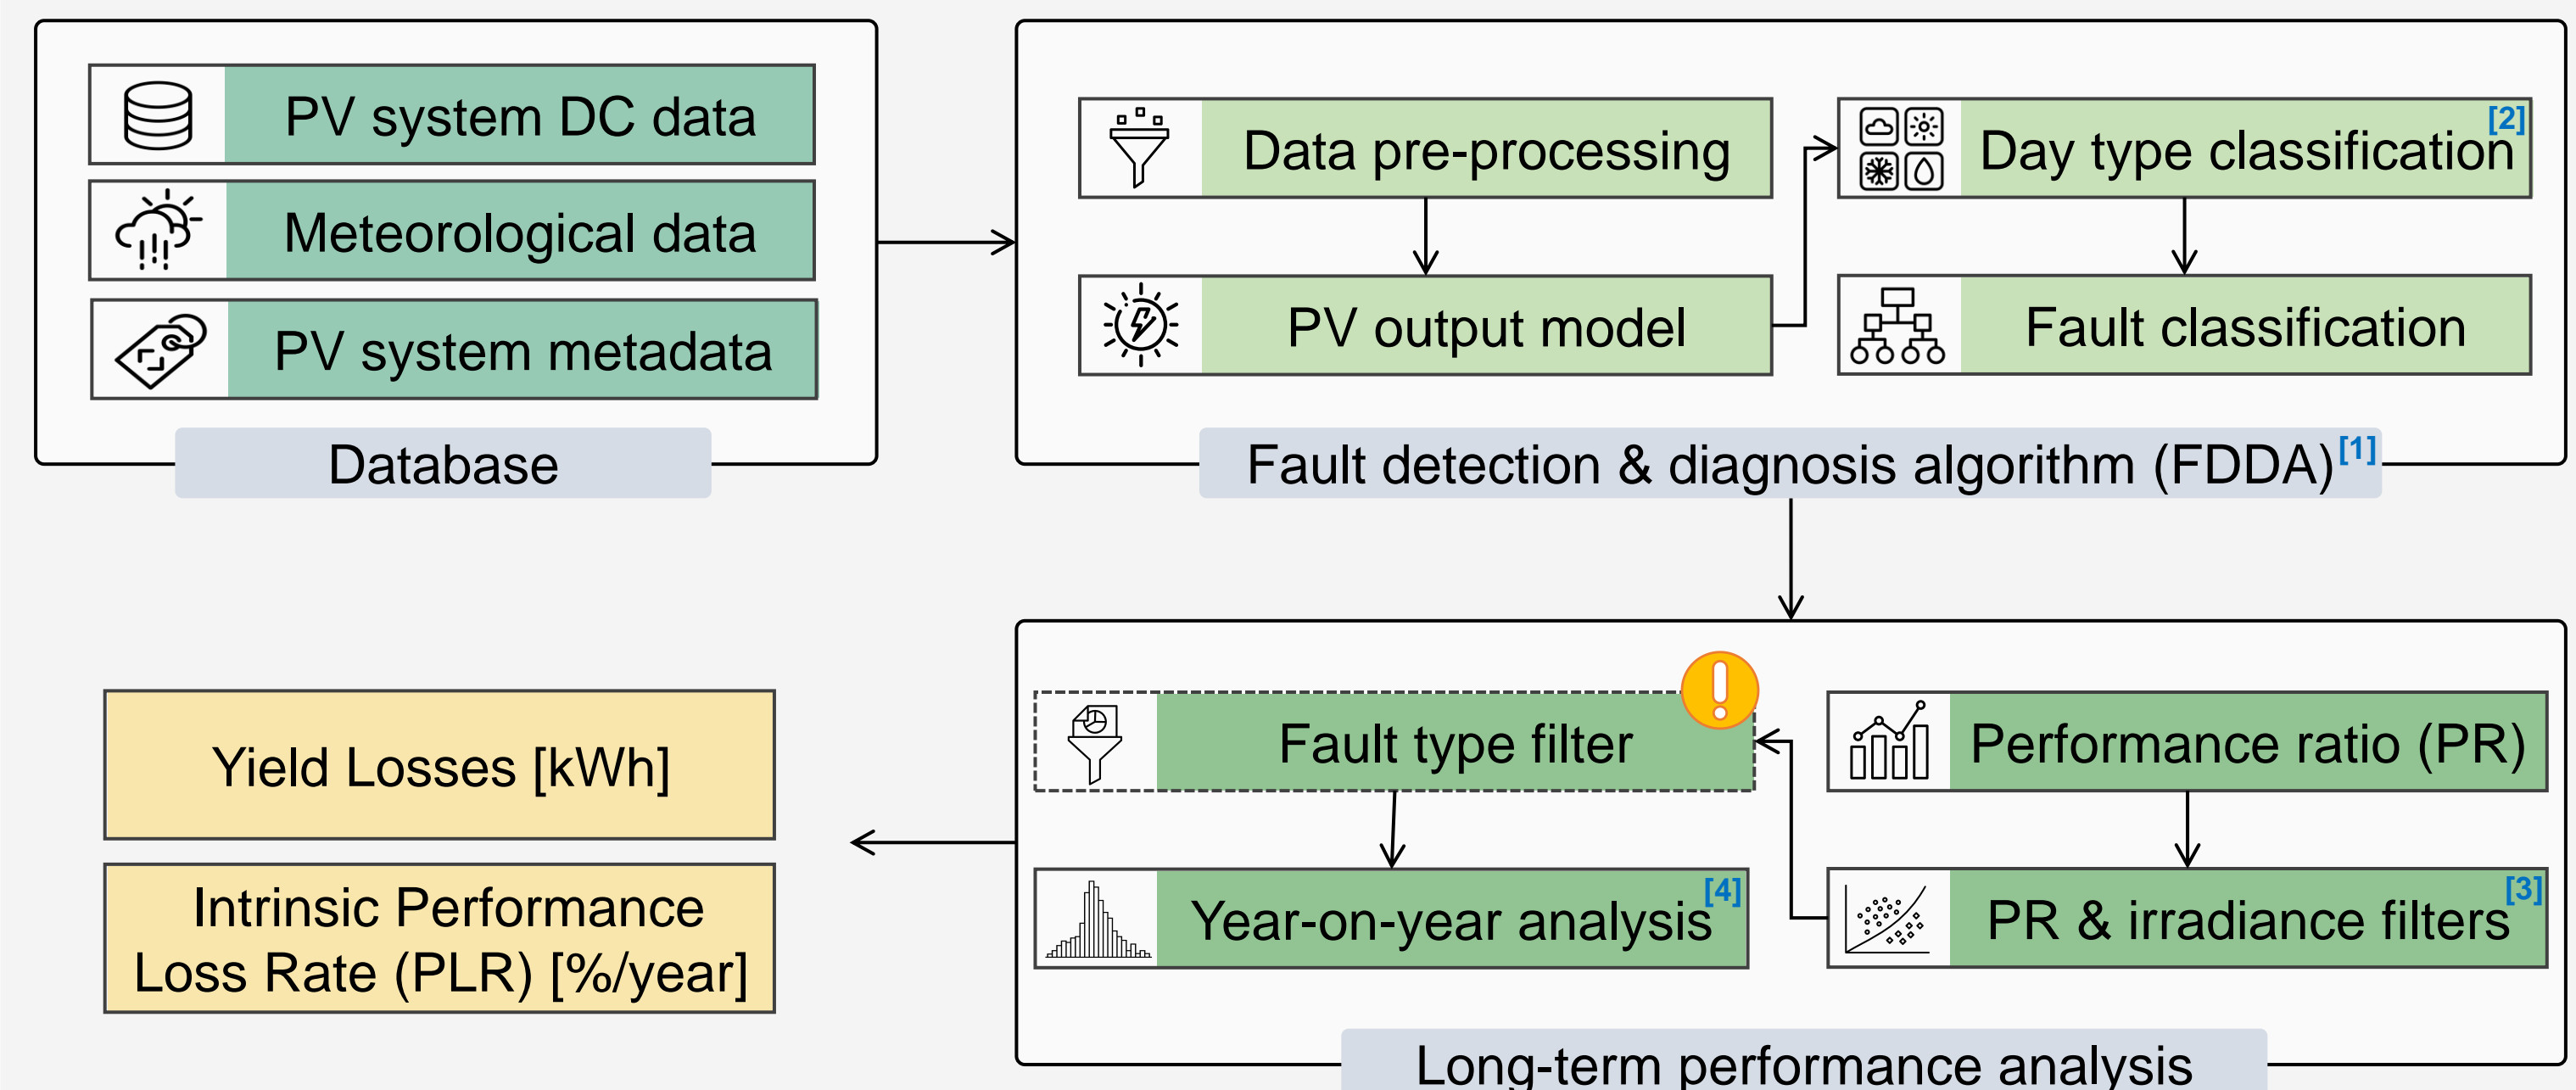 PV system DC data
Meteorological data
PV system metadata
Database
Data pre-processing
PV output model
Day type classification[2]
Fault classification
Fault detection & diagnosis algorithm (FDDA)[1]
Performance ratio (PR)
PR & irradiance filters[3]
Fault type filter
Year-on-year analysis[4]
Long-term performance analysis
Yield Losses [kWh]
Intrinsic Performance
Loss Rate (PLR) [%/year]